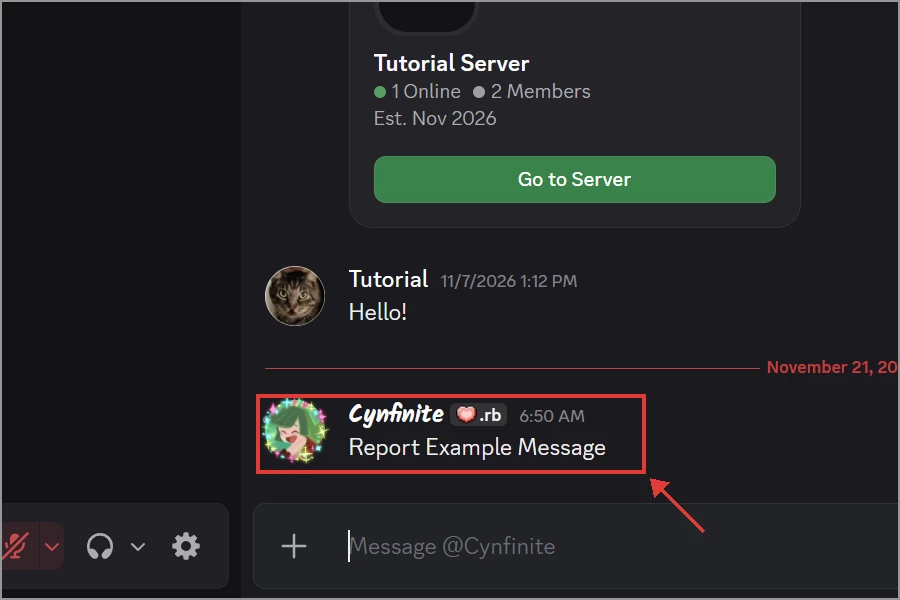 Tutorial Server
1 Online 2 Members
Est. Nov 2026
Go to Server
Tutorial 11/7/2026 1:12 PM
Hello!
November 21, 20
Cynfinite .rb 6:50 AM
Report Example Message
Message @Cynfinite